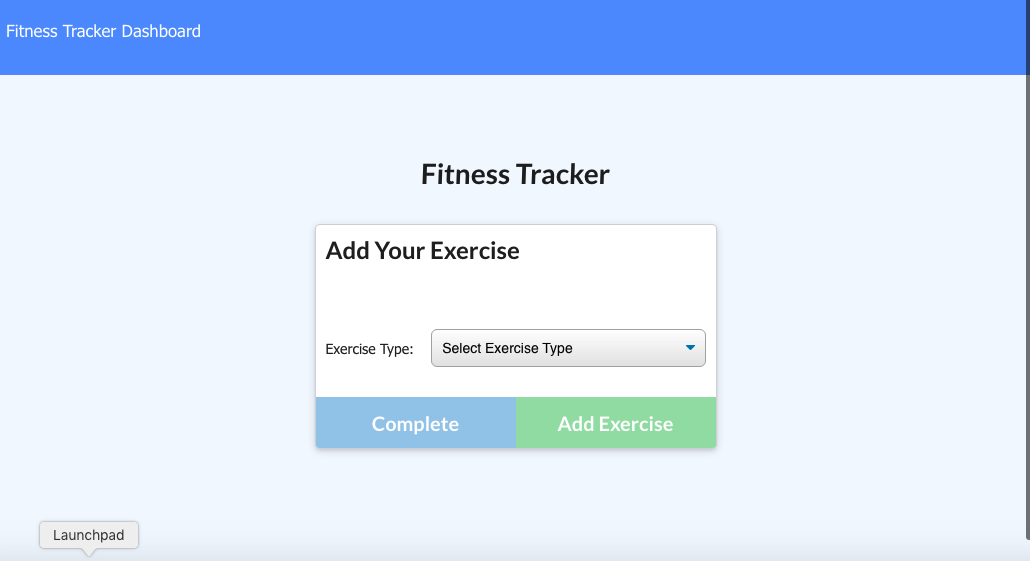 Fitness Tracker Dashboard
Fitness Tracker
Add Your Exercise
Exercise Type: Select Exercise Type
Complete Add Exercise
Launchpad